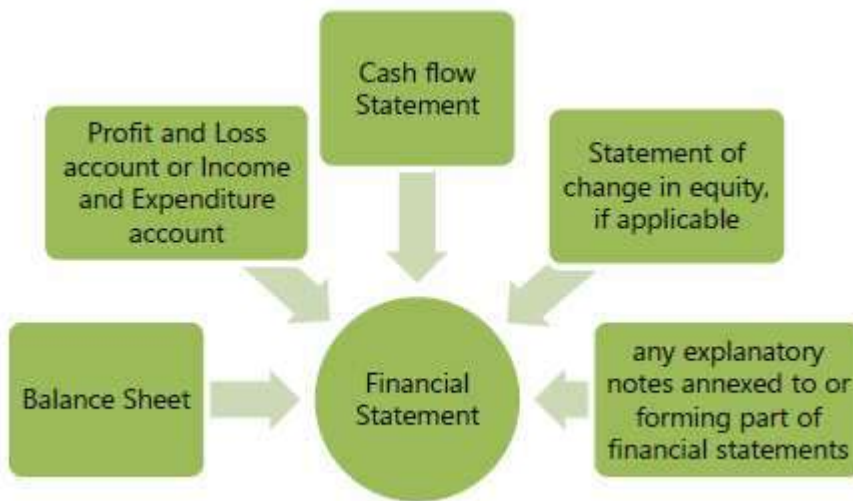 Cash flow
Statement
Profit and Loss
account or Income
and Expenditure
account
Statement of
change in equity,
if applicable
Balance Sheet
Financial
Statement
any explanatory
notes annexed to or
forming part of
financial statements